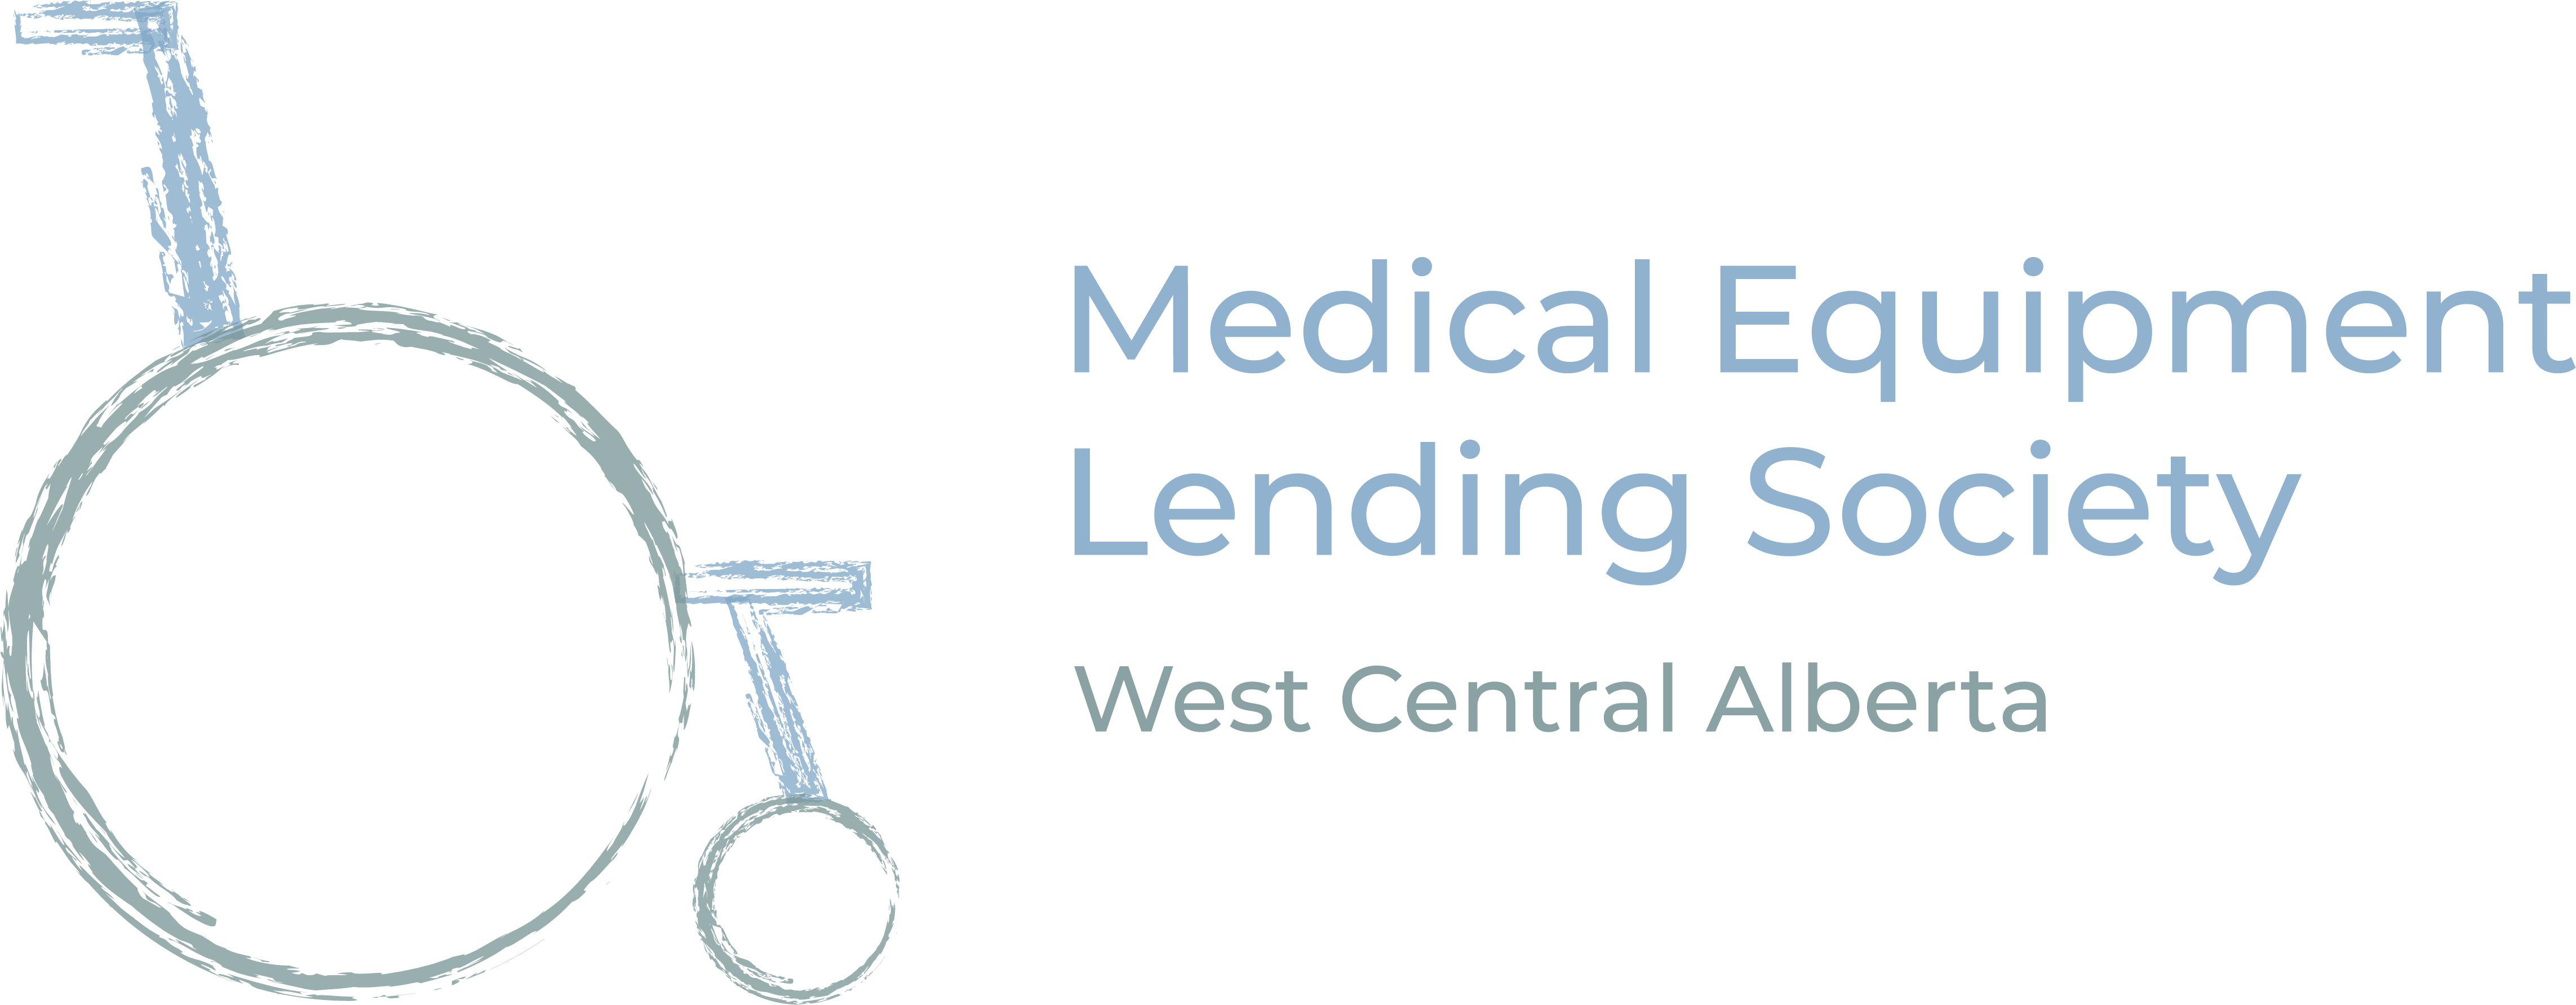 Medical Equipment
Lending Society
West Central Alberta